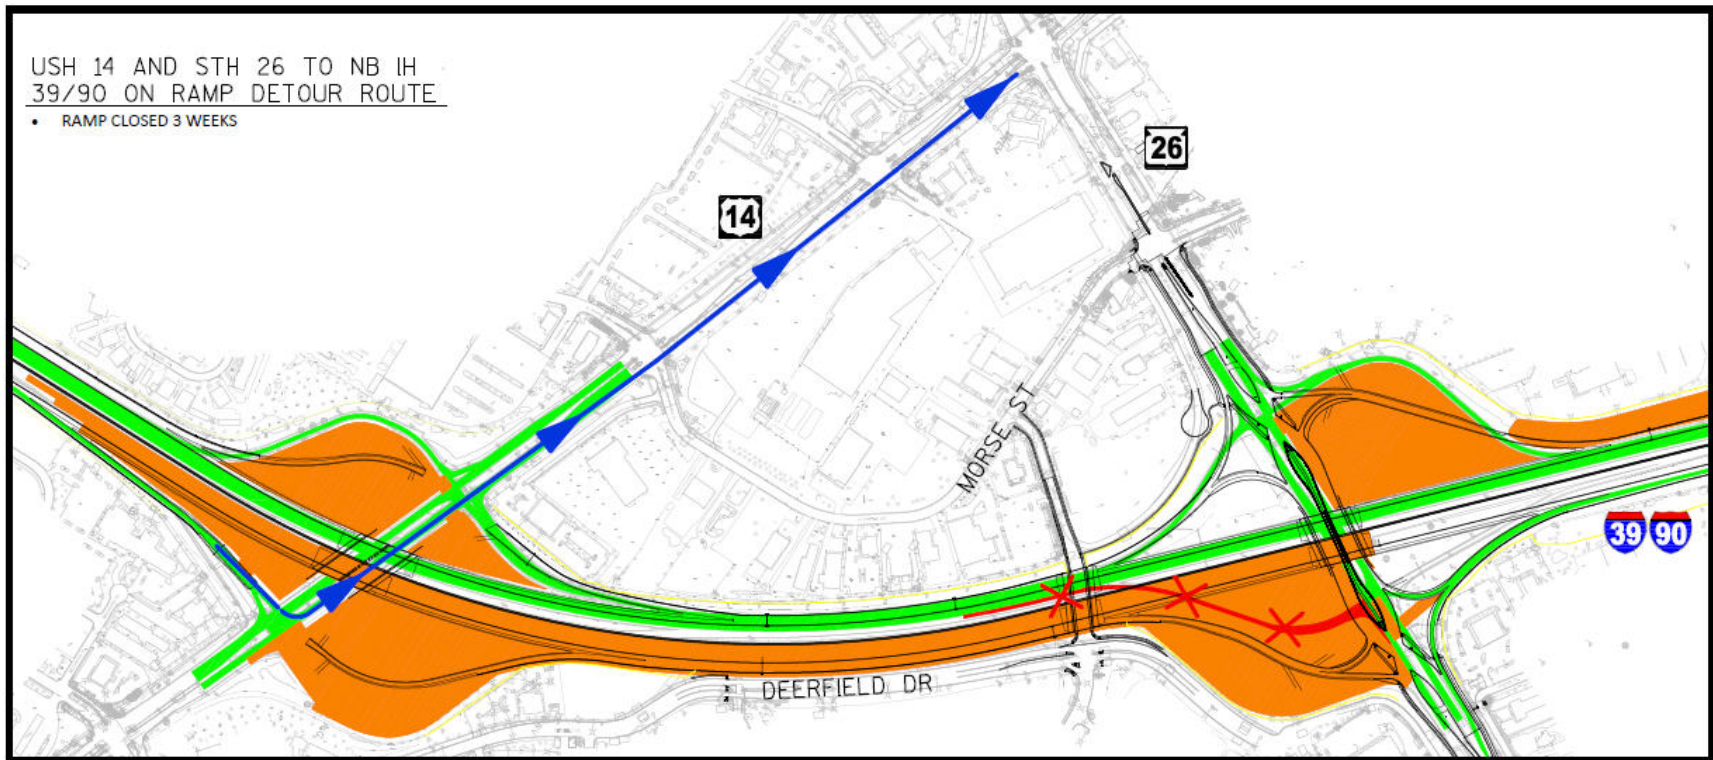 USH 14 AND STH 26 TO NB IH
39/90 ON RAMP DETOUR ROUTE
• RAMP CLOSED 3 WEEKS
26
14
MORSE ST
39 90
DEERFIELD DR